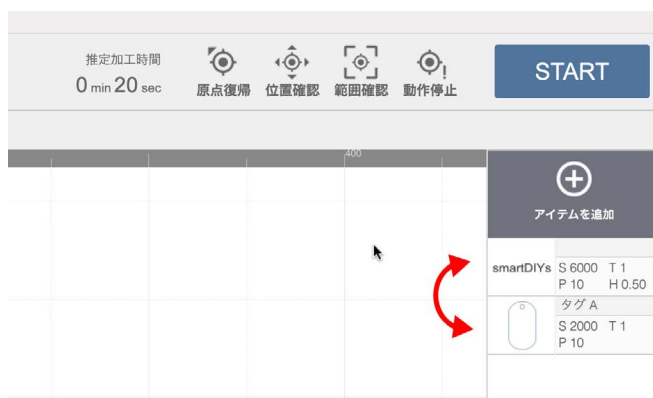 推定加工時間
0 min 20 sec
原点復帰
位置確認
範囲確認
動作停止
START
400
アイテムを追加
smartDIYs
S 6000 T 1
P 10 H 0.50
タグ A
S 2000 T 1
P 10